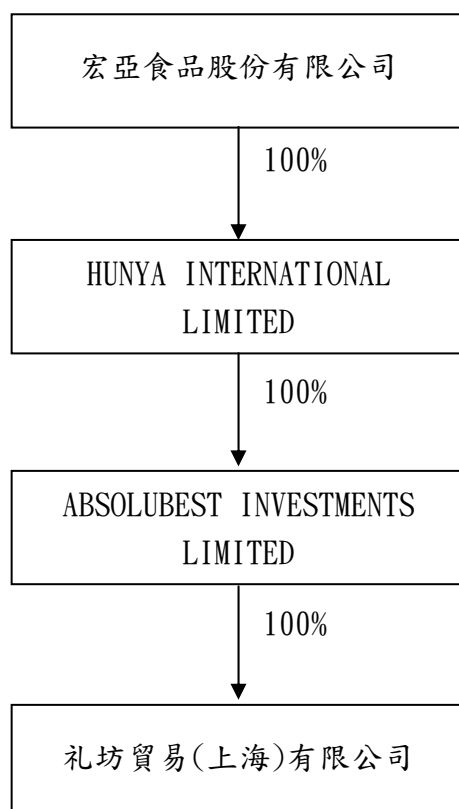 宏亞食品股份有限公司
100%
HUNYA INTERNATIONAL
LIMITED
100%
ABSOLUBEST INVESTMENTS
LIMITED
100%
礼坊貿易(上海)有限公司